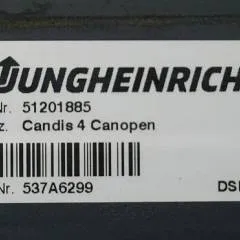 JUNGHEINRICH
Nr. 51201885
z. Candis 4 Canopen
Nr. 537A6299 DS